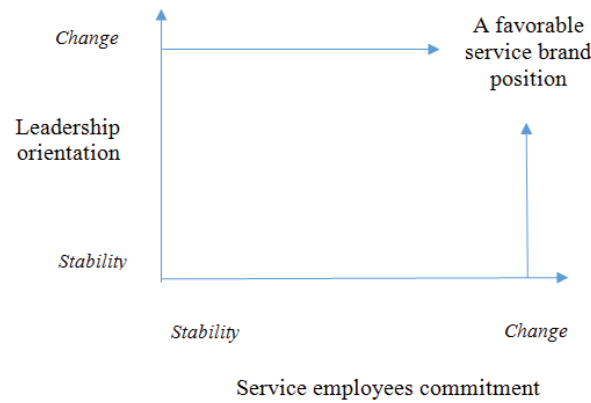 Change
A favorable
service brand
position
Leadership
orientation
Stability
Stability
Change
Service employees commitment